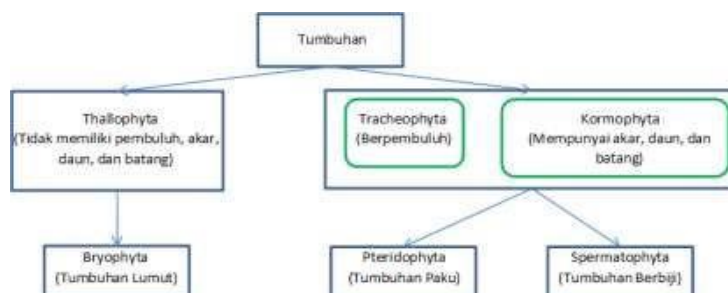 Tumbuhan
Thallophyta
(Tidak memiliki pembuluh, akar,
daun, dan batang)
Tracheophyta
(Berpembuluh)
Kormophyta
(Mempunyai akar, daun, dan
batang)
Bryophyta
(Tumbuhan Lumut)
Pteridophyta
(Tumbuhan Paku)
Spermatophyta
(Tumbuhan Berbiji)